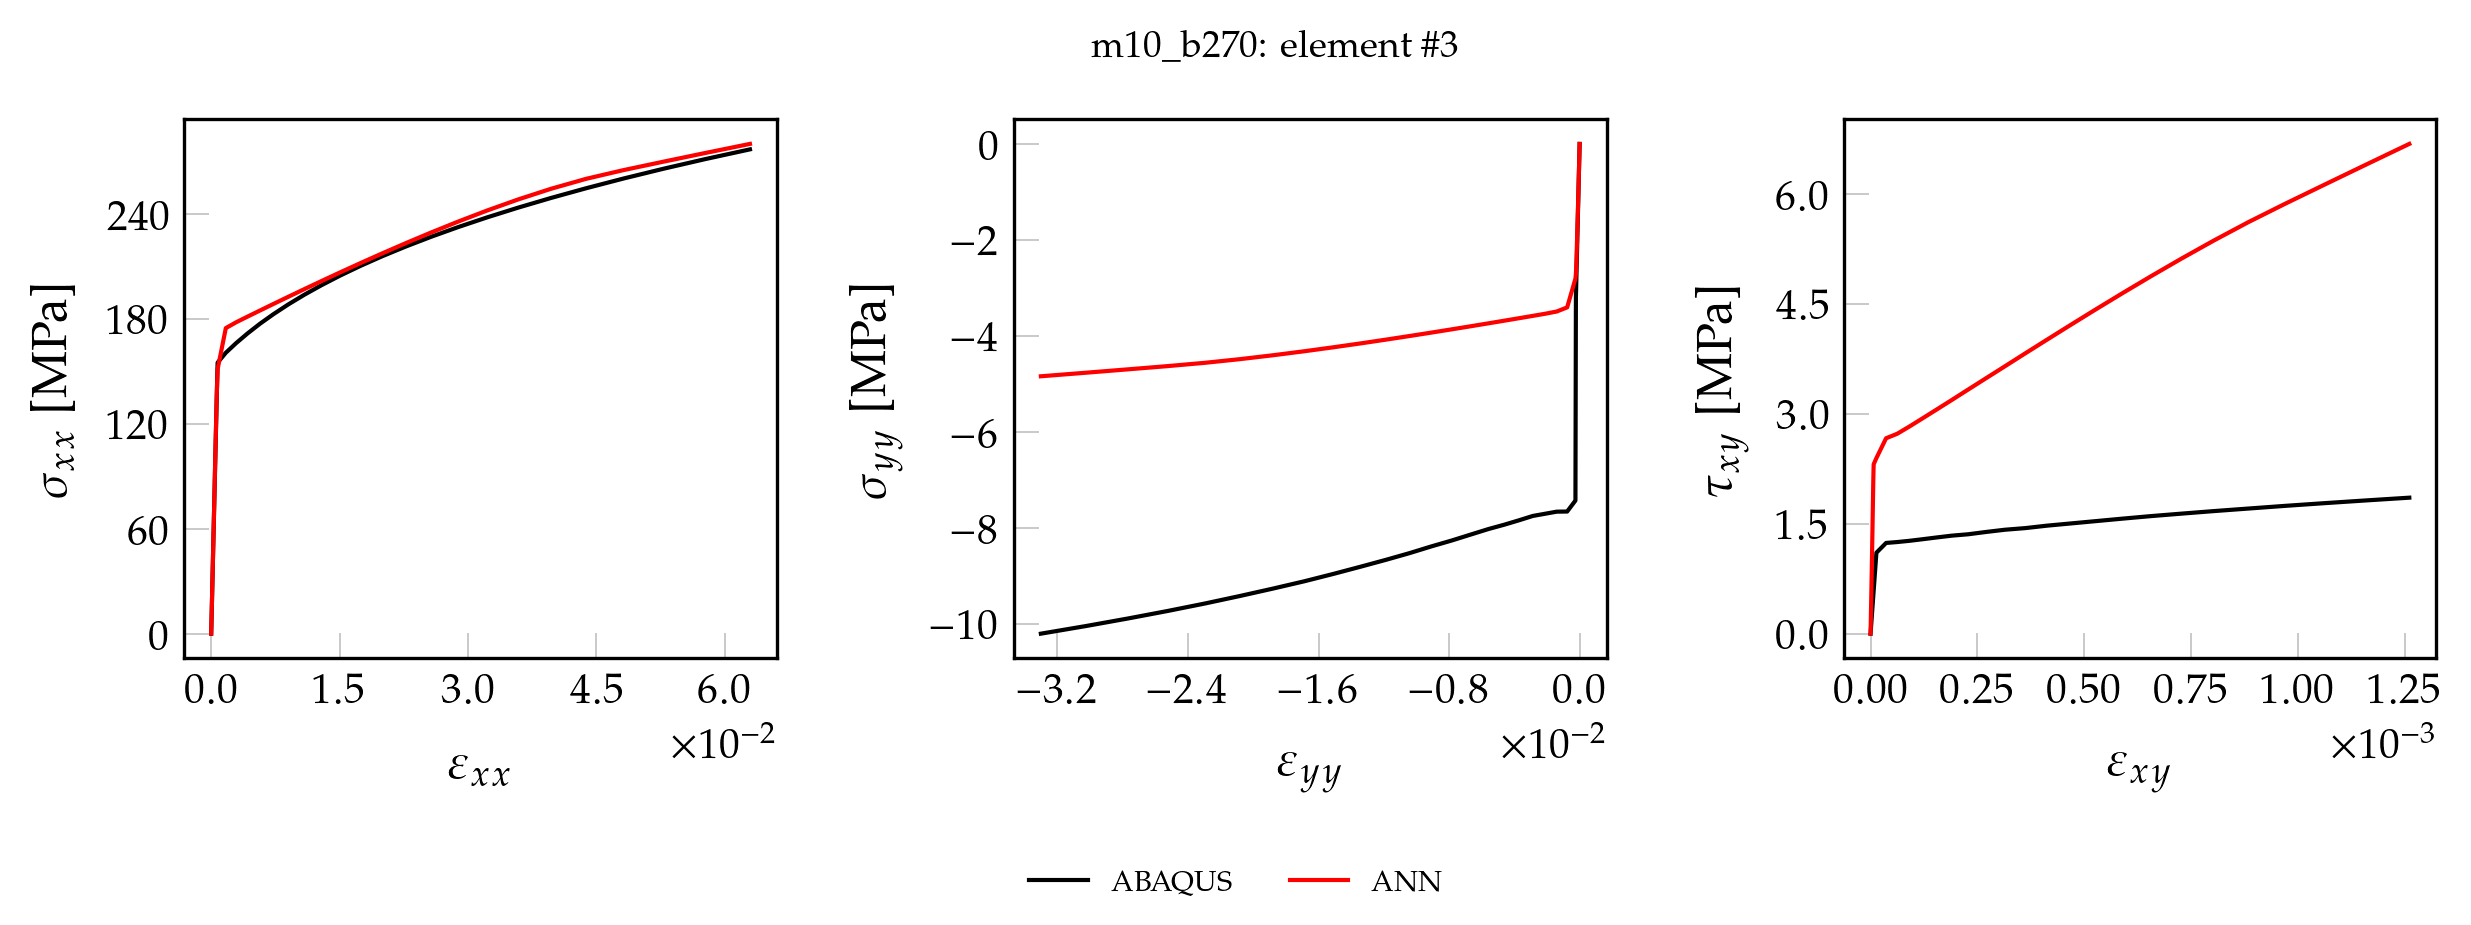 m10_b270: element #3
σxx [MPa]
240
180
120
60
0
0.0 1.5 3.0 4.5 6.0
×10−2
εxx
σyy [MPa]
0
−2
−4
−6
−8
−10
−3.2 −2.4 −1.6 −0.8 0.0
×10−2
εyy
τxy [MPa]
6.0
4.5
3.0
1.5
0.0
0.00 0.25 0.50 0.75 1.00 1.25
×10−3
εxy
ABAQUS ANN